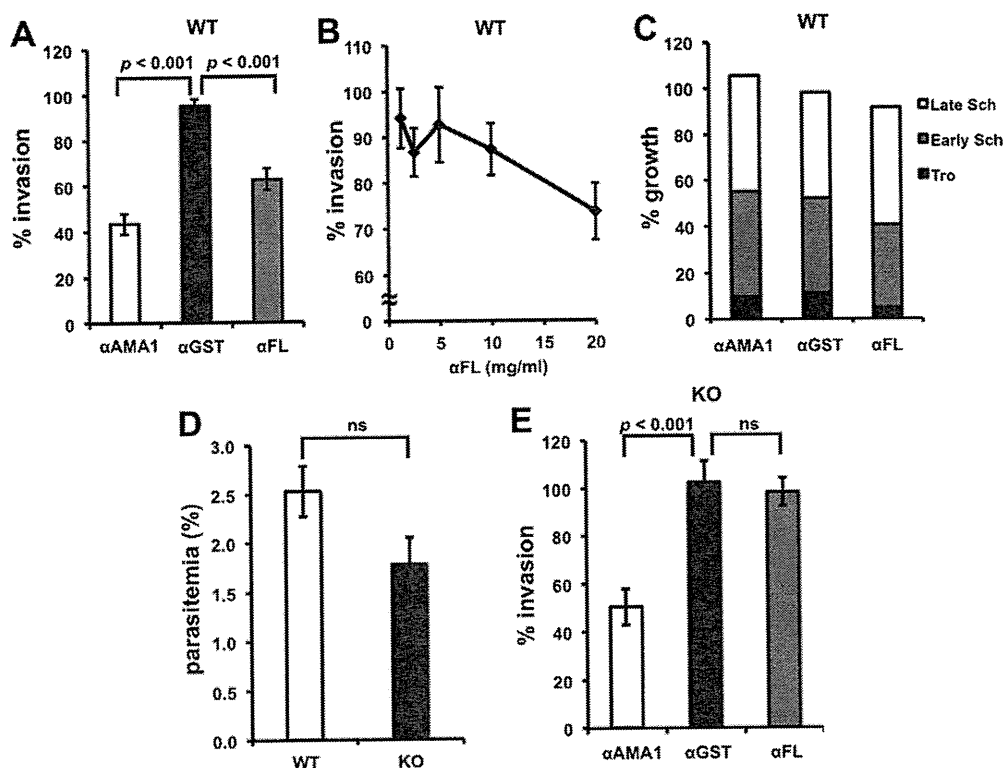 A
WT
% invasion
120
100
80
60
40
20
0
p < 0.001
p < 0.001
αAMA1
αGST
αFL
B
WT
% invasion
110
100
90
80
70
60
0
≈
0
5
10
15
20
αFL (mg/ml)
C
WT
% growth
120
100
80
60
40
20
0
Late Sch
Early Sch
Tro
αAMA1
αGST
αFL
D
parasitemia (%)
3.0
2.5
2.0
1.5
1.0
0.5
0.0
ns
WT
KO
E
KO
% invasion
120
100
80
60
40
20
0
p < 0.001
ns
αAMA1
αGST
αFL